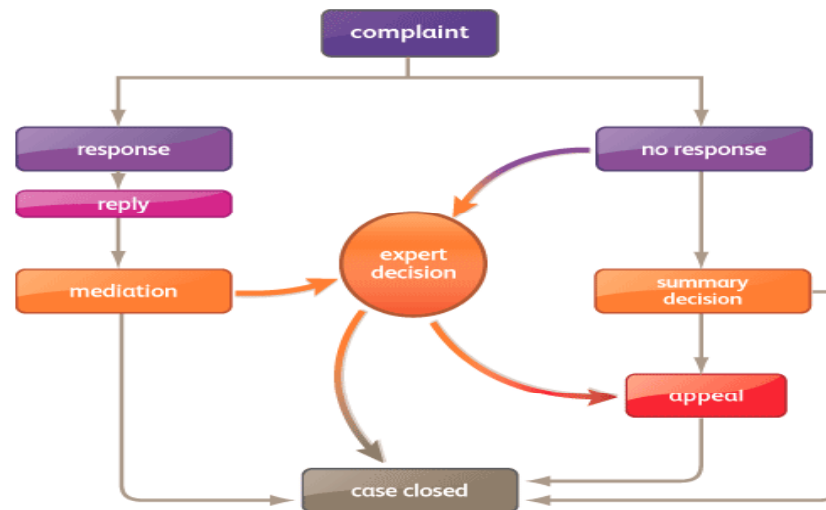 complaint
response
no response
reply
expert
decision
mediation
summary
decision
appeal
case closed